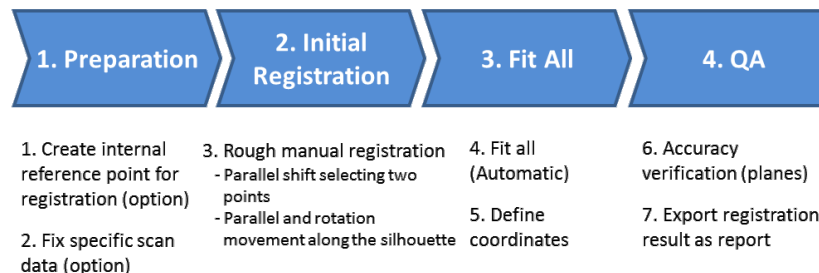 1. Preparation
2. Initial
Registration
3. Fit All
4. QA
1. Create internal
reference point for
registration (option)
2. Fix specific scan
data (option)
3. Rough manual registration
- Parallel shift selecting two
points
- Parallel and rotation
movement along the silhouette
4. Fit all
(Automatic)
5. Define
coordinates
6. Accuracy
verification (planes)
7. Export registration
result as report